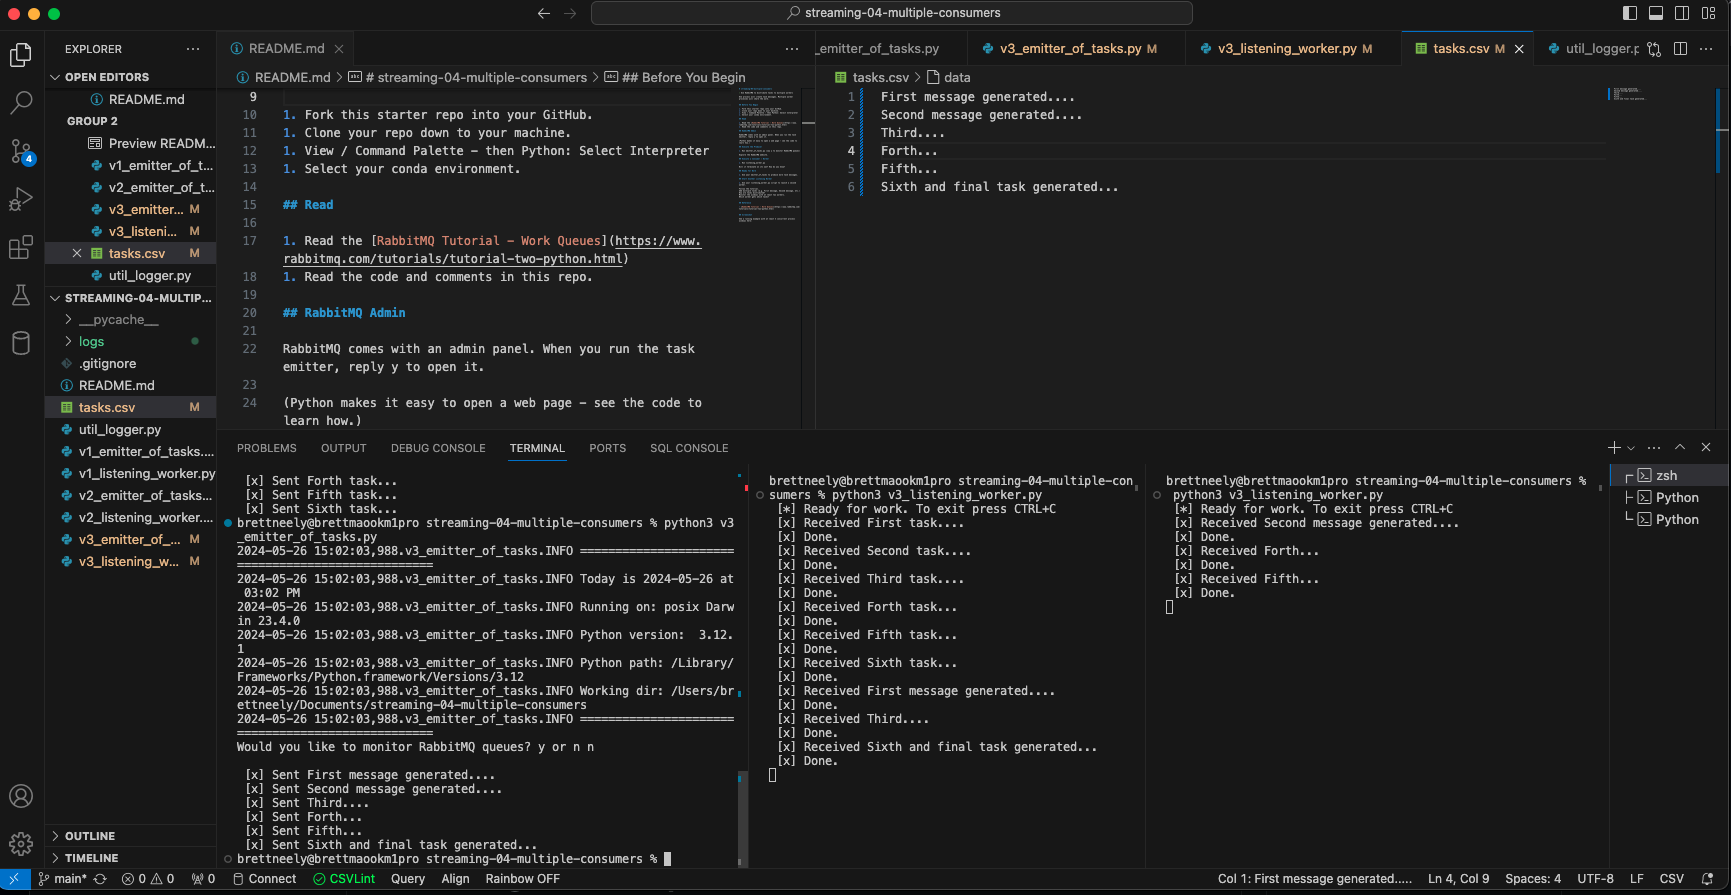 streaming-04-multiple-consumers
EXPLORER
OPEN EDITORS
README.md
GROUP 2
Preview READM...
v1_emitter_of_t...
v2_emitter_of_t...
v3_emitter... M
v3_listeni... M
tasks.csv M
util_logger.py
STREAMING-04-MULTIP...
__pycache__
logs
.gitignore
README.md
tasks.csv M
util_logger.py
v1_emitter_of_tasks....
v1_listening_worker.py
v2_emitter_of_tasks...
v2_listening_worker....
v3_emitter_of_... M
v3_listening_w... M
OUTLINE
TIMELINE
4
README.md
README.md > # streaming-04-multiple-consumers > ## Before You Begin
9
10 1. Fork this starter repo into your GitHub.
11 1. Clone your repo down to your machine.
12 1. View / Command Palette - then Python: Select Interpreter
13 1. Select your conda environment.
14
15 ## Read
16
17 1. Read the [RabbitMQ Tutorial - Work Queues](https://www.
rabbitmq.com/tutorials/tutorial-two-python.html)
18 1. Read the code and comments in this repo.
19
20 ## RabbitMQ Admin
21
22 RabbitMQ comes with an admin panel. When you run the task
emitter, reply y to open it.
23
24 (Python makes it easy to open a web page - see the code to
learn how.)
_emitter_of_tasks.py v3_emitter_of_tasks.py M v3_listening_worker.py M tasks.csv M util_logger.p
tasks.csv > data
1 First message generated....
2 Second message generated....
3 Third....
4 Forth...
5 Fifth...
6 Sixth and final task generated...
PROBLEMS OUTPUT DEBUG CONSOLE TERMINAL PORTS SQL CONSOLE
[x] Sent Forth task...
[x] Sent Fifth task...
[x] Sent Sixth task...
brettneely@brettmaookm1pro streaming-04-multiple-consumers % python3 v3
_emitter_of_tasks.py
2024-05-26 15:02:03,988.v3_emitter_of_tasks.INFO ======================
============================
2024-05-26 15:02:03,988.v3_emitter_of_tasks.INFO Today is 2024-05-26 at
03:02 PM
2024-05-26 15:02:03,988.v3_emitter_of_tasks.INFO Running on: posix Darw
in 23.4.0
2024-05-26 15:02:03,988.v3_emitter_of_tasks.INFO Python version:  3.12.
1
2024-05-26 15:02:03,988.v3_emitter_of_tasks.INFO Python path: /Library/
Frameworks/Python.framework/Versions/3.12
2024-05-26 15:02:03,988.v3_emitter_of_tasks.INFO Working dir: /Users/br
ettneely/Documents/streaming-04-multiple-consumers
2024-05-26 15:02:03,988.v3_emitter_of_tasks.INFO ======================
============================
Would you like to monitor RabbitMQ queues? y or n n
[x] Sent First message generated....
[x] Sent Second message generated....
[x] Sent Third....
[x] Sent Forth...
[x] Sent Fifth...
[x] Sent Sixth and final task generated...
brettneely@brettmaookm1pro streaming-04-multiple-consumers %
brettneely@brettmaookm1pro streaming-04-multiple-con
sumers % python3 v3_listening_worker.py
[*] Ready for work. To exit press CTRL+C
[x] Received First task....
[x] Done.
[x] Received Second task....
[x] Done.
[x] Received Third task....
[x] Done.
[x] Received Forth task...
[x] Done.
[x] Received Fifth task...
[x] Done.
[x] Received Sixth task...
[x] Done.
[x] Received First message generated....
[x] Done.
[x] Received Third....
[x] Done.
[x] Received Sixth and final task generated...
[x] Done.
brettneely@brettmaookm1pro streaming-04-multiple-consumers %
python3 v3_listening_worker.py
[*] Ready for work. To exit press CTRL+C
[x] Received Second message generated....
[x] Done.
[x] Received Forth...
[x] Done.
[x] Received Fifth...
[x] Done.
zsh
Python
Python
main* 0 0 0 Connect CSVLint Query Align Rainbow OFF Col 1: First message generated..... Ln 4, Col 9 Spaces: 4 UTF-8 LF CSV